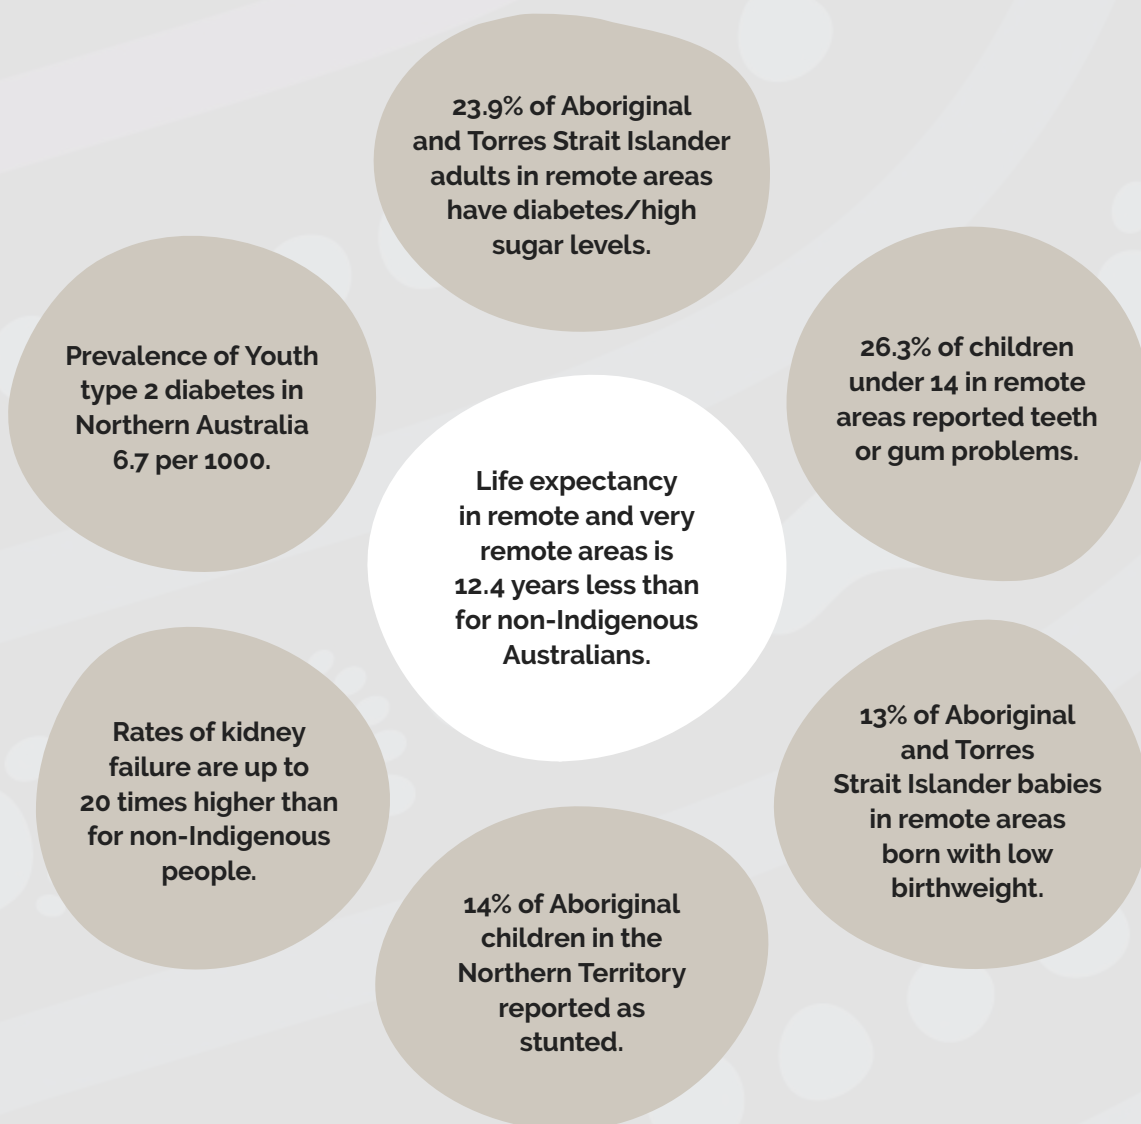 23.9% of Aboriginal
and Torres Strait Islander
adults in remote areas
have diabetes/high
sugar levels.
Prevalence of Youth
type 2 diabetes in
Northern Australia
6.7 per 1000.
26.3% of children
under 14 in remote
areas reported teeth
or gum problems.
Life expectancy
in remote and very
remote areas is
12.4 years less than
for non-Indigenous
Australians.
Rates of kidney
failure are up to
20 times higher than
for non-Indigenous
people.
13% of Aboriginal
and Torres
Strait Islander babies
in remote areas
born with low
birthweight.
14% of Aboriginal
children in the
Northern Territory
reported as
stunted.